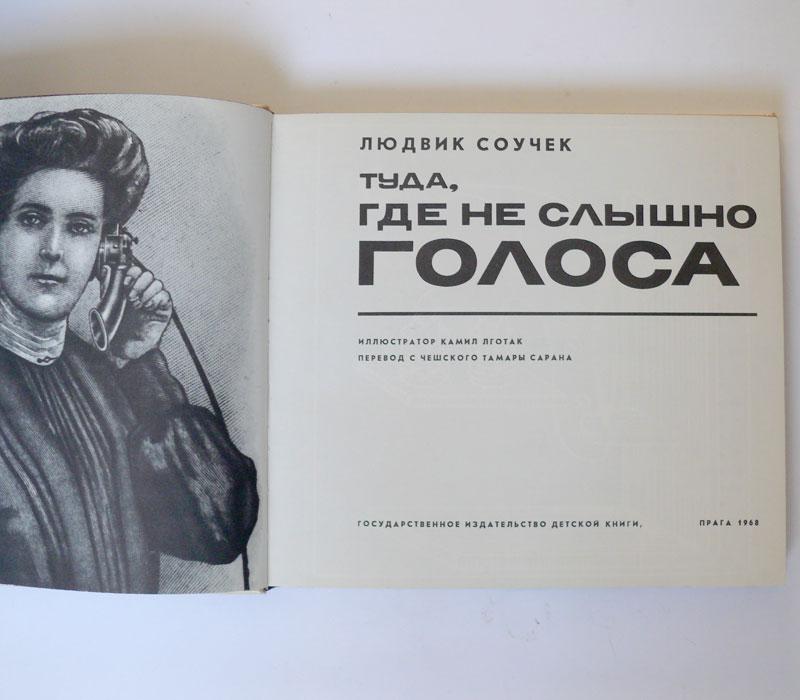 ЛЮДВИК СОУЧЕК
ТУДА,
ГДЕ НЕ СЛЫШНО
ГОЛОСА
ИЛЛЮСТРАТОР КАМИЛ ЛГОТАК
ПЕРЕВОД С ЧЕШСКОГО ТАМАРЫ САРАНА
ГОСУДАРСТВЕННОЕ ИЗДАТЕЛЬСТВО ДЕТСКОЙ КНИГИ, ПРАГА 1968